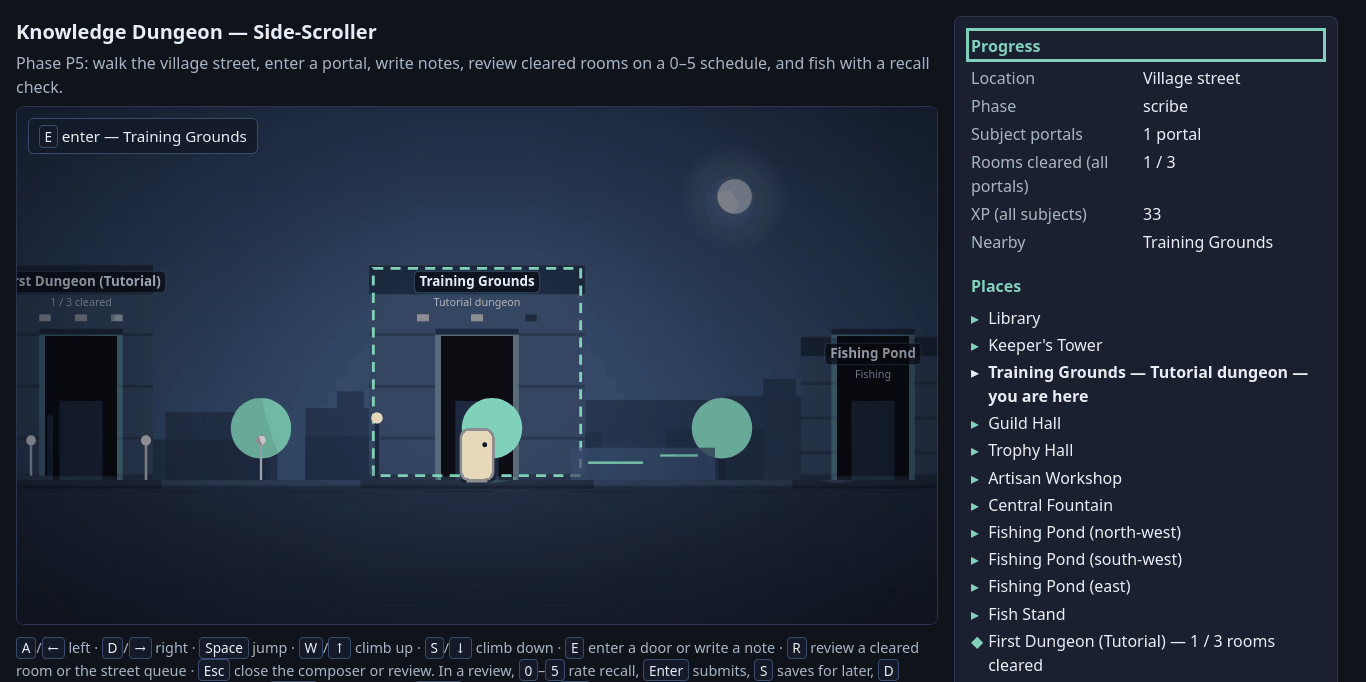 Knowledge Dungeon — Side-Scroller
Phase P5: walk the village street, enter a portal, write notes, review cleared rooms on a 0–5 schedule, and fish with a recall
check.
E enter — Training Grounds
rst Dungeon (Tutorial)
1 / 3 cleared
Training Grounds
Tutorial dungeon
Fishing Pond
Fishing
A/← left · D/→ right · Space jump · W/↑ climb up · S/↓ climb down · E enter a door or write a note · R review a cleared
room or the street queue · Esc close the composer or review. In a review, 0–5 rate recall, Enter submits, S saves for later, D
Progress
Location Village street
Phase scribe
Subject portals 1 portal
Rooms cleared (all 1 / 3
portals)
XP (all subjects) 33
Nearby Training Grounds
Places
▸ Library
▸ Keeper's Tower
▸ Training Grounds — Tutorial dungeon —
you are here
▸ Guild Hall
▸ Trophy Hall
▸ Artisan Workshop
▸ Central Fountain
▸ Fishing Pond (north-west)
▸ Fishing Pond (south-west)
▸ Fishing Pond (east)
▸ Fish Stand
◆ First Dungeon (Tutorial) — 1 / 3 rooms
cleared